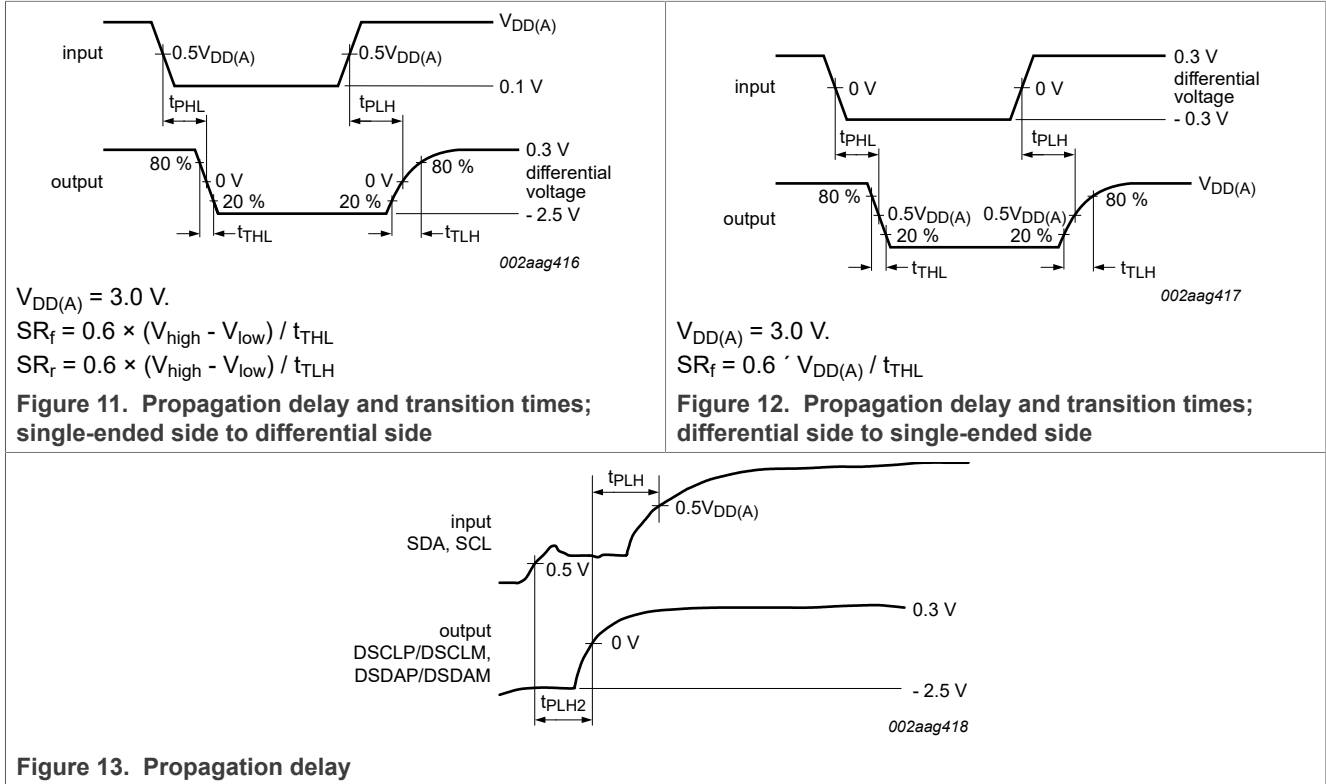 V_DD(A)
input
0.5V_DD(A)
0.5V_DD(A)
0.1 V
t_PHL
t_PLH
0.3 V
80 %
80 %
differential
voltage
output
0 V
0 V
20 %
20 %
- 2.5 V
t_THL
t_TLH
002aag416
V_DD(A) = 3.0 V.
SR_f = 0.6 × (V_high - V_low) / t_THL
SR_r = 0.6 × (V_high - V_low) / t_TLH
Figure 11. Propagation delay and transition times;
single-ended side to differential side
0.3 V
differential
voltage
input
0 V
0 V
- 0.3 V
t_PHL
t_PLH
V_DD(A)
80 %
80 %
output
0.5V_DD(A)
0.5V_DD(A)
20 %
20 %
t_THL
t_TLH
002aag417
V_DD(A) = 3.0 V.
SR_f = 0.6 ´ V_DD(A) / t_THL
Figure 12. Propagation delay and transition times;
differential side to single-ended side
t_PLH
0.5V_DD(A)
input
SDA, SCL
0.5 V
0.3 V
output
DSCLP/DSCLM,
DSDAP/DSDAM
0 V
- 2.5 V
t_PLH2
002aag418
Figure 13. Propagation delay